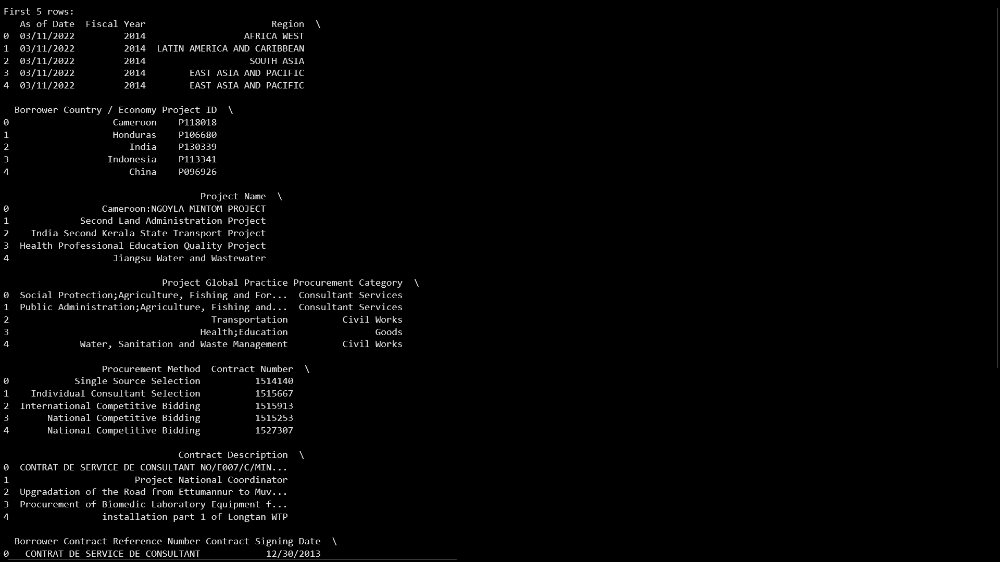 First 5 rows:
   As of Date  Fiscal Year                       Region  \
0  03/11/2022         2014                  AFRICA WEST
1  03/11/2022         2014  LATIN AMERICA AND CARIBBEAN
2  03/11/2022         2014                   SOUTH ASIA
3  03/11/2022         2014        EAST ASIA AND PACIFIC
4  03/11/2022         2014        EAST ASIA AND PACIFIC

  Borrower Country / Economy Project ID  \
0                   Cameroon    P118018
1                   Honduras    P106680
2                      India    P130339
3                  Indonesia    P113341
4                      China    P096926

                                    Project Name  \
0                  Cameroon:NGOYLA MINTOM PROJECT
1              Second Land Administration Project
2     India Second Kerala State Transport Project
3   Health Professional Education Quality Project
4                    Jiangsu Water and Wastewater

                             Project Global Practice Procurement Category  \
0  Social Protection;Agriculture, Fishing and For...  Consultant Services
1  Public Administration;Agriculture, Fishing and...  Consultant Services
2                                     Transportation          Civil Works
3                                   Health;Education                Goods
4             Water, Sanitation and Waste Management          Civil Works

                  Procurement Method  Contract Number  \
0             Single Source Selection          1514140
1     Individual Consultant Selection          1515667
2   International Competitive Bidding          1515913
3        National Competitive Bidding          1515253
4        National Competitive Bidding          1527307

                                Contract Description  \
0  CONTRAT DE SERVICE DE CONSULTANT NO/E007/C/MIN...
1                       Project National Coordinator
2  Upgradation of the Road from Ettumannur to Muv...
3  Procurement of Biomedic Laboratory Equipment f...
4                 installation part 1 of Longtan WTP

  Borrower Contract Reference Number Contract Signing Date  \
0   CONTRAT DE SERVICE DE CONSULTANT            12/30/2013